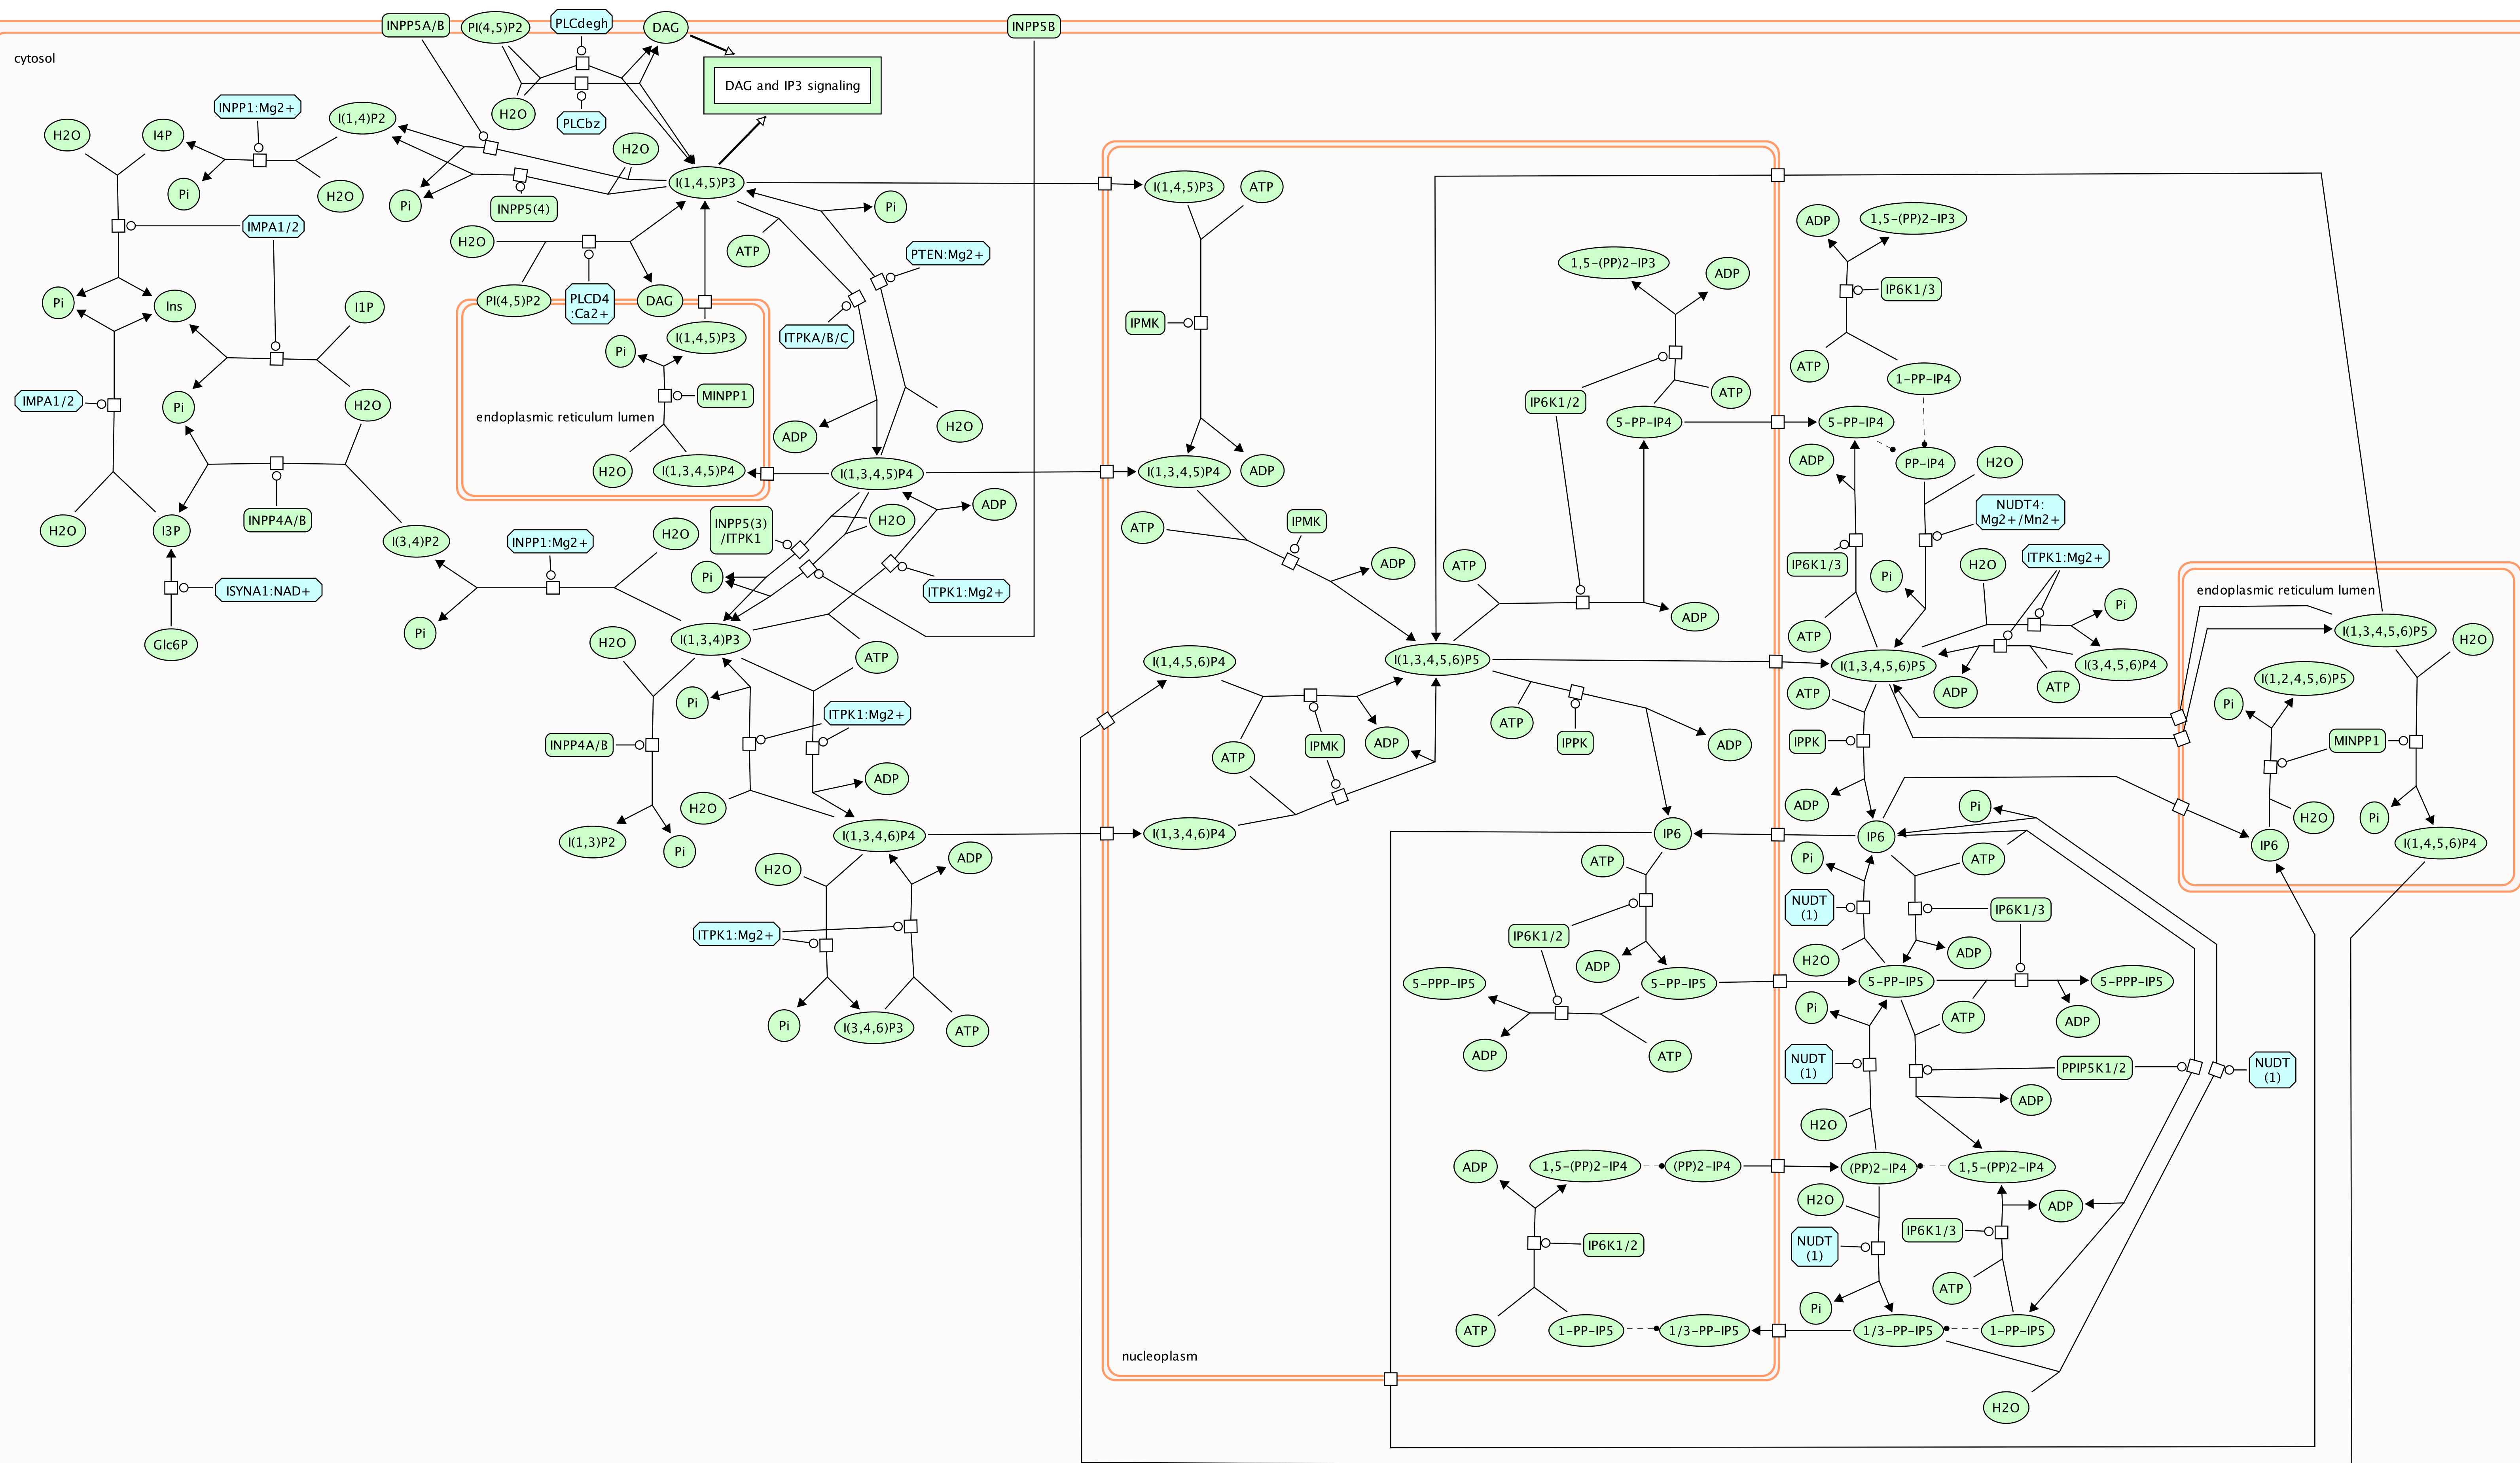 INPP5A/B
PI(4,5)P2
PLCdegh
DAG
INPP5B
cytosol
DAG and IP3 signaling
H2O
PLCbz
INPP1:Mg2+
I(1,4)P2
H2O
I4P
H2O
Pi
H2O
Pi
INPP5(4)
I(1,4,5)P3
Pi
IMPA1/2
H2O
ATP
PTEN:Mg2+
PI(4,5)P2
PLCD4
:Ca2+
DAG
Pi
Ins
I1P
I(1,4,5)P3
Pi
ITPKA/B/C
MINPP1
endoplasmic reticulum lumen
IMPA1/2
Pi
H2O
ADP
H2O
H2O
I(1,3,4,5)P4
I(1,3,4,5)P4
H2O
I3P
INPP4A/B
I(3,4)P2
INPP1:Mg2+
H2O
INPP5(3)
/ITPK1
H2O
ADP
Pi
ITPK1:Mg2+
ISYNA1:NAD+
Glc6P
Pi
H2O
I(1,3,4)P3
ATP
Pi
ITPK1:Mg2+
INPP4A/B
ADP
H2O
I(1,3)P2
Pi
I(1,3,4,6)P4
H2O
ADP
ITPK1:Mg2+
Pi
I(3,4,6)P3
ATP
I(1,4,5)P3
ATP
IPMK
I(1,3,4,5)P4
ADP
ATP
IPMK
ADP
1,5-(PP)2-IP3
ADP
IP6K1/2
ATP
5-PP-IP4
ATP
ADP
I(1,4,5,6)P4
I(1,3,4,5,6)P5
ATP
IPMK
ADP
ATP
IPPK
ADP
I(1,3,4,6)P4
IP6
ATP
IP6K1/2
ADP
5-PPP-IP5
5-PP-IP5
ADP
ATP
ADP
1,5-(PP)2-IP4
(PP)2-IP4
IP6K1/2
ATP
1-PP-IP5
1/3-PP-IP5
nucleoplasm
ADP
1,5-(PP)2-IP3
IP6K1/3
ATP
1-PP-IP4
5-PP-IP4
ADP
PP-IP4
H2O
NUDT4:
Mg2+/Mn2+
IP6K1/3
Pi
H2O
ITPK1:Mg2+
Pi
ATP
I(1,3,4,5,6)P5
I(3,4,5,6)P4
ATP
ADP
ATP
IPPK
ADP
Pi
IP6
Pi
ATP
NUDT
(1)
IP6K1/3
H2O
ADP
5-PP-IP5
5-PPP-IP5
Pi
ATP
ADP
NUDT
(1)
PPIP5K1/2
NUDT
(1)
ADP
H2O
(PP)2-IP4
1,5-(PP)2-IP4
H2O
ADP
IP6K1/3
NUDT
(1)
ATP
Pi
1/3-PP-IP5
1-PP-IP5
H2O
endoplasmic reticulum lumen
I(1,3,4,5,6)P5
H2O
I(1,2,4,5,6)P5
Pi
MINPP1
H2O
Pi
IP6
I(1,4,5,6)P4